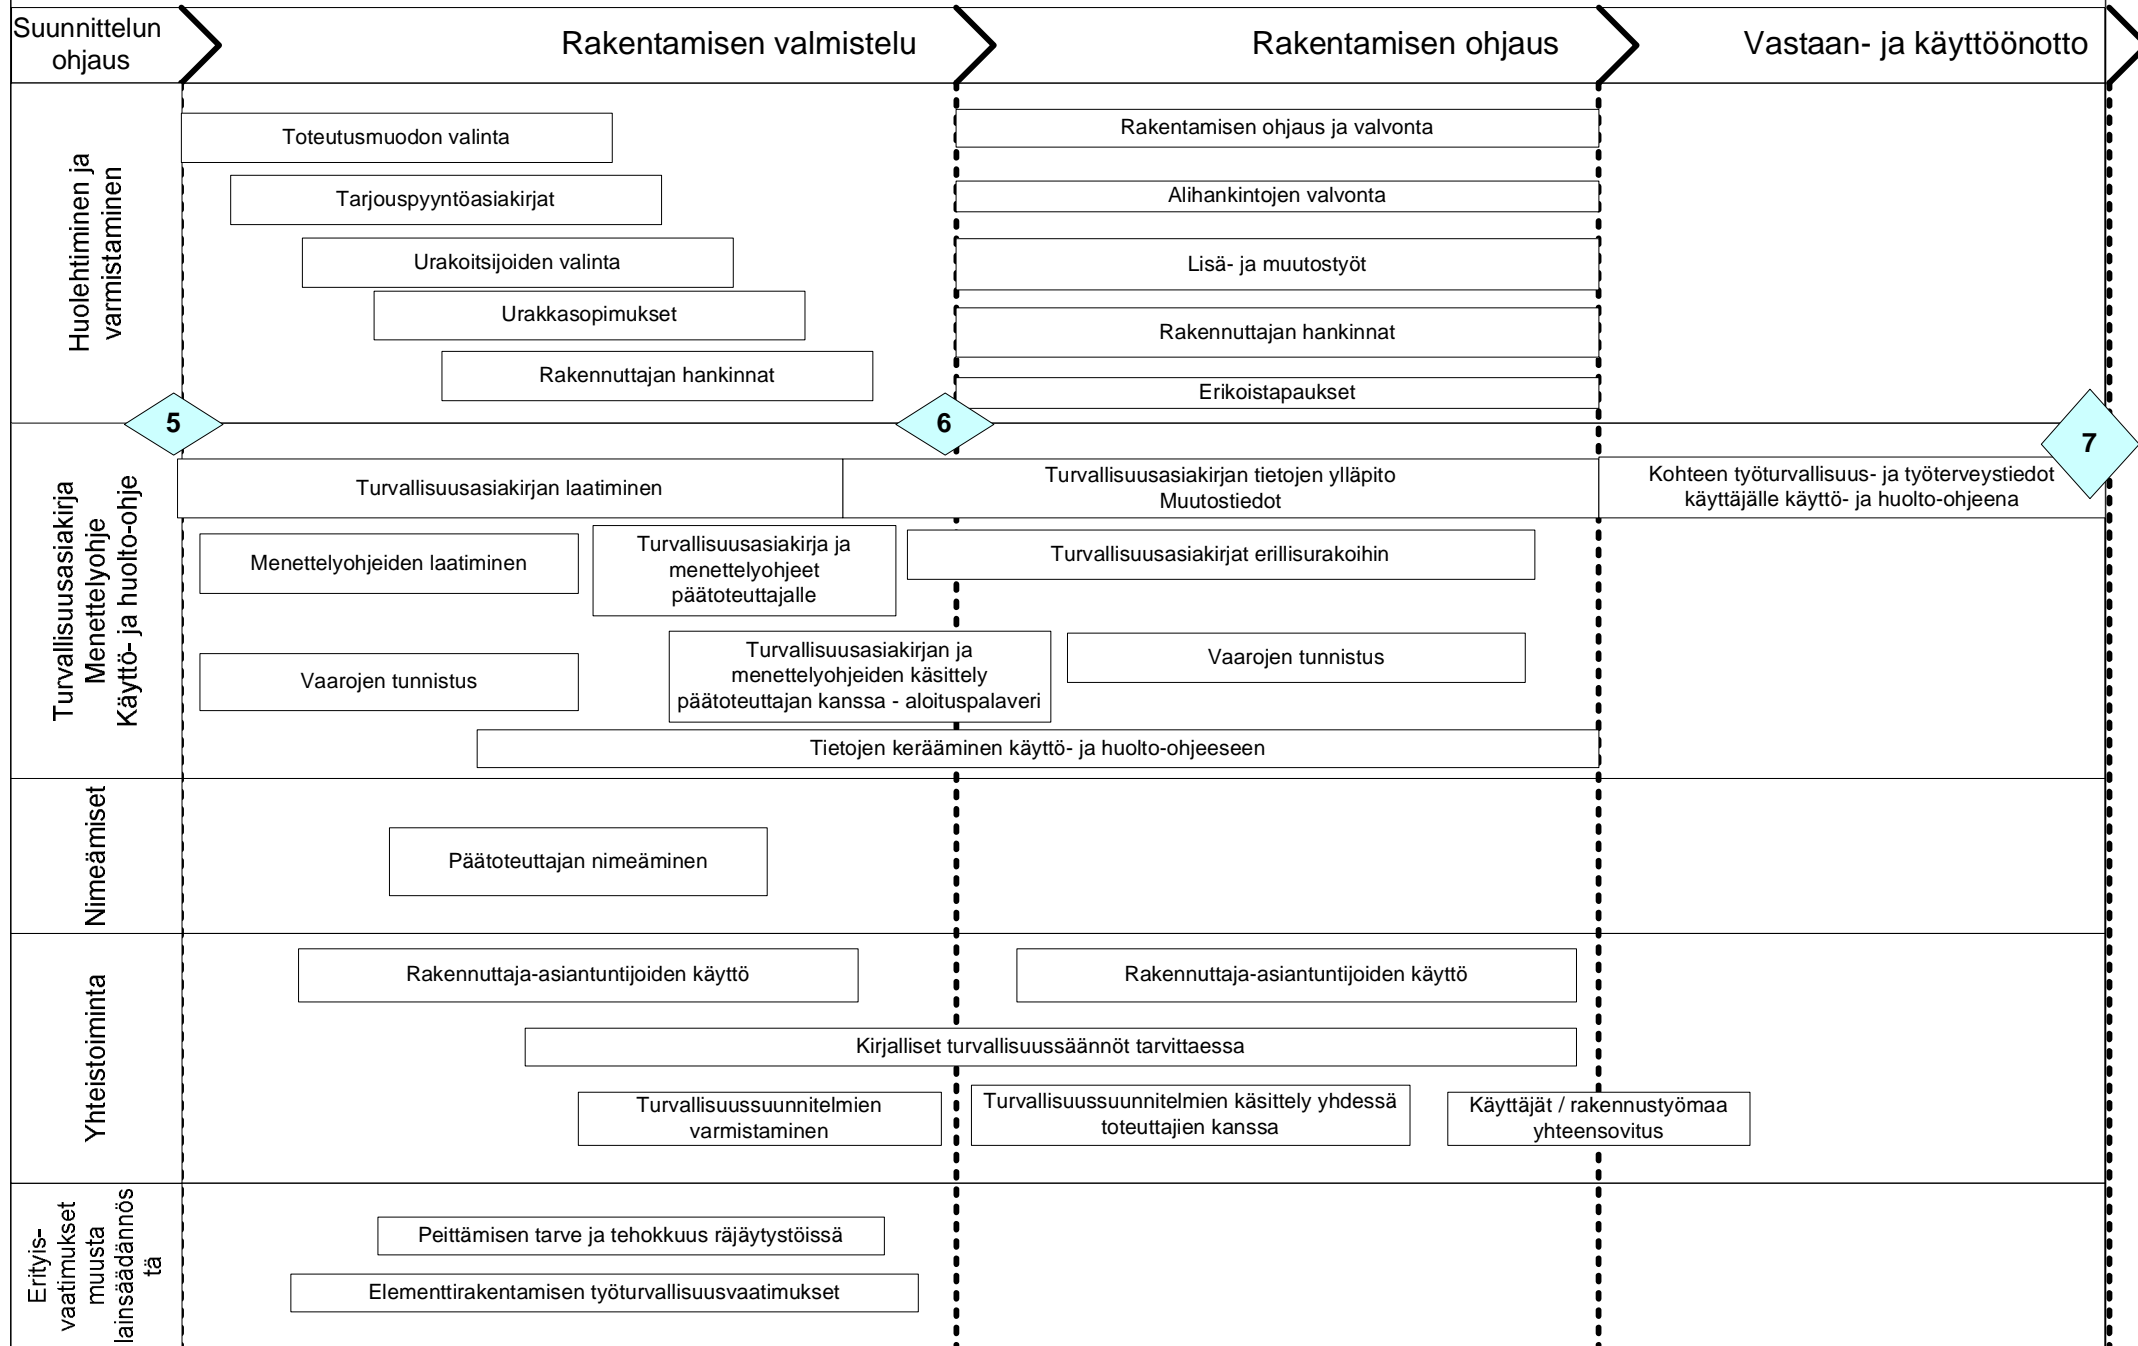 Suunnittelun
ohjaus
Rakentamisen valmistelu
Rakentamisen ohjaus
Vastaan- ja käyttöönotto
Huolehtiminen ja
varmistaminen
Toteutusmuodon valinta
Tarjouspyyntöasiakirjat
Urakoitsijoiden valinta
Urakkasopimukset
Rakennuttajan hankinnat
Rakentamisen ohjaus ja valvonta
Alihankintojen valvonta
Lisä- ja muutostyöt
Rakennuttajan hankinnat
Erikoistapaukset
5
6
7
Turvallisuusasiakirja
Menettelyohje
Käyttö- ja huolto-ohje
Turvallisuusasiakirjan laatiminen
Turvallisuusasiakirjan tietojen ylläpito
Muutostiedot
Kohteen työturvallisuus- ja työterveystiedot
käyttäjälle käyttö- ja huolto-ohjeena
Menettelyohjeiden laatiminen
Turvallisuusasiakirja ja
menettelyohjeet
päätoteuttajalle
Turvallisuusasiakirjat erillisurakoihin
Vaarojen tunnistus
Turvallisuusasiakirjan ja
menettelyohjeiden käsittely
päätoteuttajan kanssa - aloituspalaveri
Vaarojen tunnistus
Tietojen kerääminen käyttö- ja huolto-ohjeeseen
Nimeämiset
Päätoteuttajan nimeäminen
Yhteistoiminta
Rakennuttaja-asiantuntijoiden käyttö
Rakennuttaja-asiantuntijoiden käyttö
Kirjalliset turvallisuussäännöt tarvittaessa
Turvallisuussuunnitelmien
varmistaminen
Turvallisuussuunnitelmien käsittely yhdessä
toteuttajien kanssa
Käyttäjät / rakennustyömaa
yhteensovitus
Erityis-
vaatimukset
muusta
lainsäädännös
tä
Peittämisen tarve ja tehokkuus räjäytystöissä
Elementtirakentamisen työturvallisuusvaatimukset